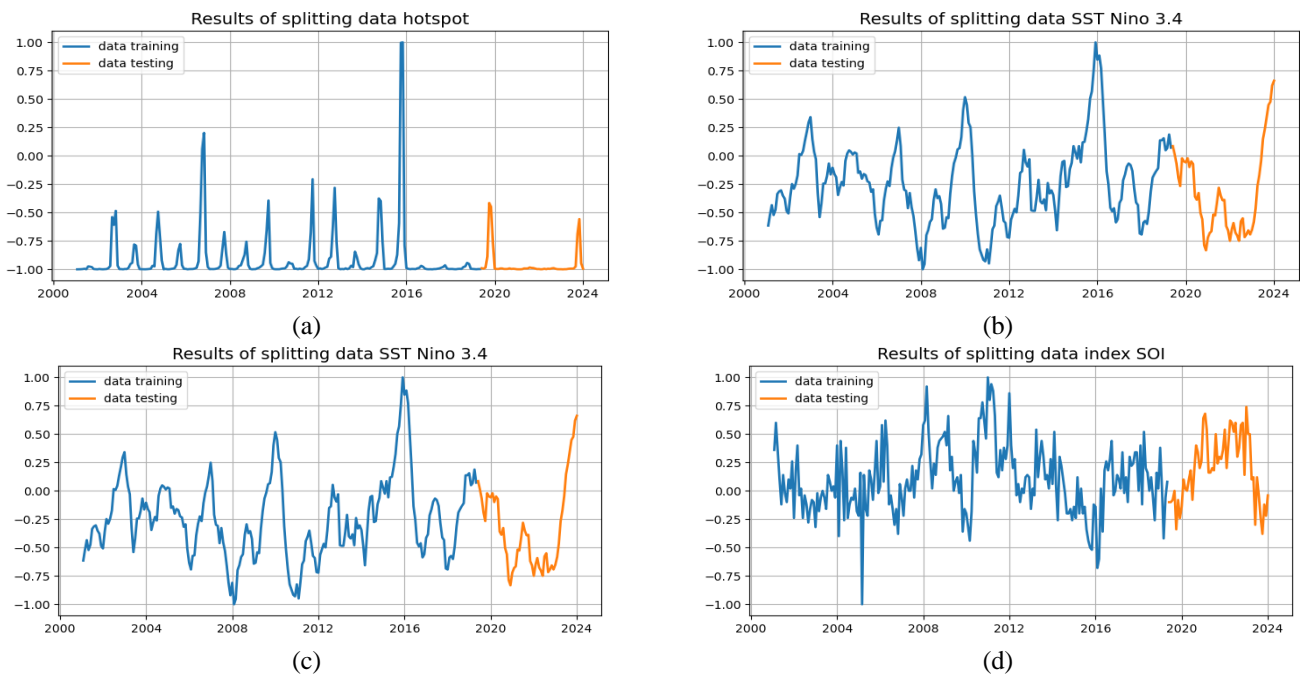 Results of splitting data hotspot
1.00
0.75
0.50
0.25
0.00
−0.25
−0.50
−0.75
−1.00
data training
data testing
2000 2004 2008 2012 2016 2020 2024
(a)
Results of splitting data SST Nino 3.4
1.00
0.75
0.50
0.25
0.00
−0.25
−0.50
−0.75
−1.00
data training
data testing
2000 2004 2008 2012 2016 2020 2024
(b)
Results of splitting data SST Nino 3.4
1.00
0.75
0.50
0.25
0.00
−0.25
−0.50
−0.75
−1.00
data training
data testing
2000 2004 2008 2012 2016 2020 2024
(c)
Results of splitting data index SOI
1.00
0.75
0.50
0.25
0.00
−0.25
−0.50
−0.75
−1.00
data training
data testing
2000 2004 2008 2012 2016 2020 2024
(d)